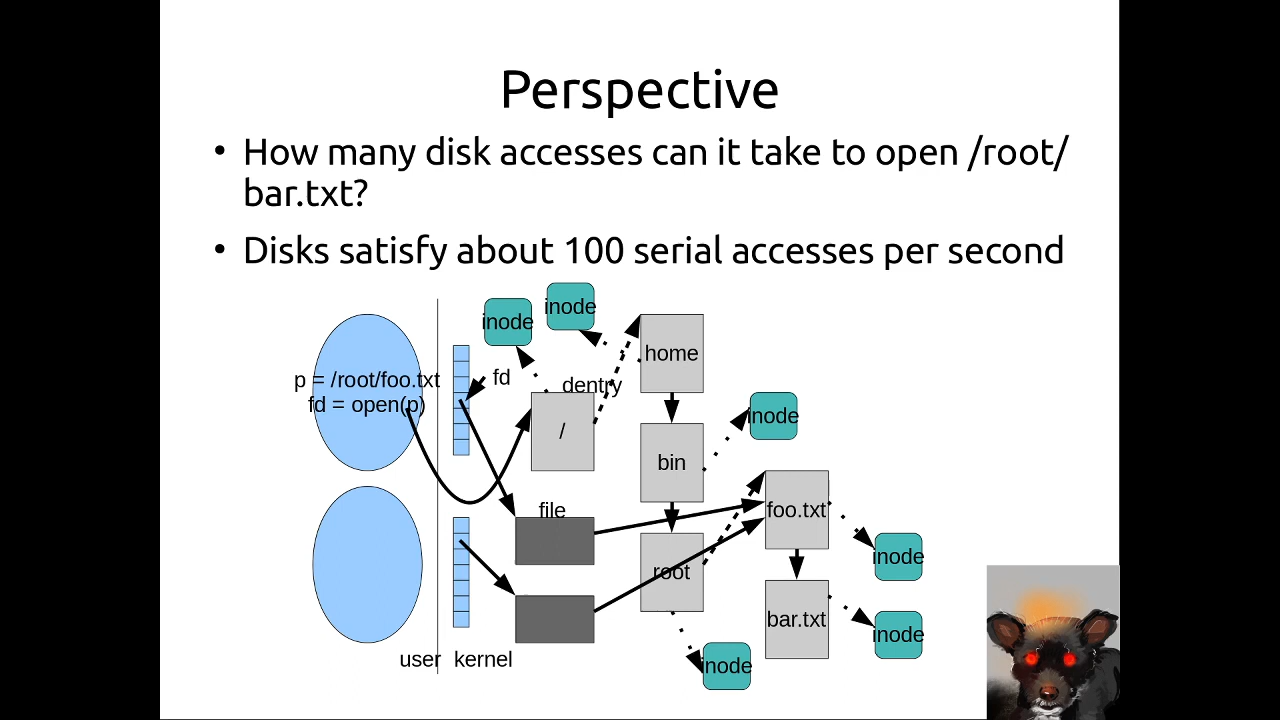 Perspective
• How many disk accesses can it take to open /root/
bar.txt?
• Disks satisfy about 100 serial accesses per second
inode
inode
home
p = /root/foo.txt
fd = open(p)
fd
dentry
inode
/
bin
foo.txt
file
inode
root
bar.txt
inode
user
kernel
inode